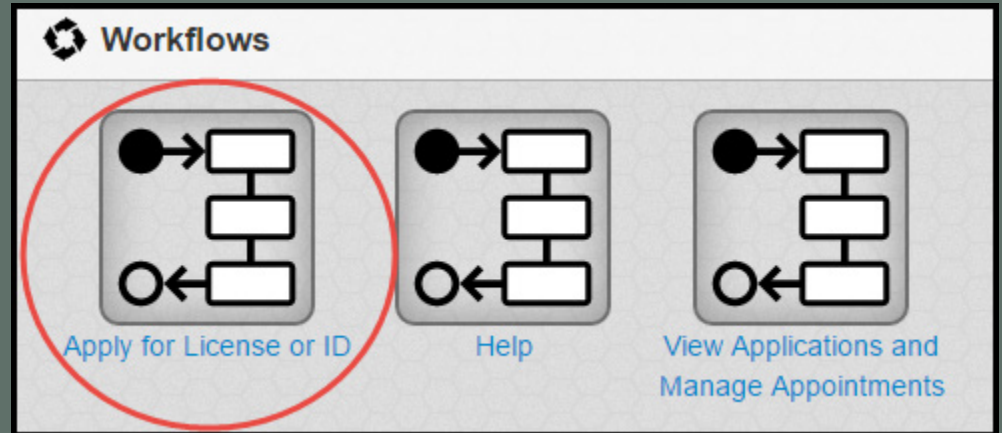 Workflows
Apply for License or ID
Help
View Applications and
Manage Appointments